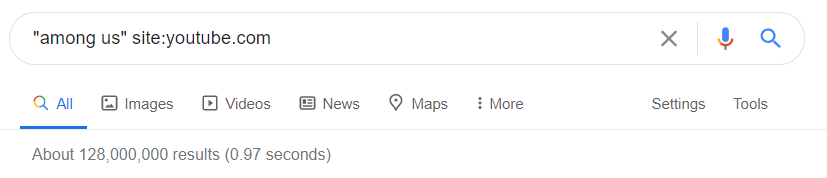 "among us" site:youtube.com
All Images Videos News Maps More Settings Tools
About 128,000,000 results (0.97 seconds)